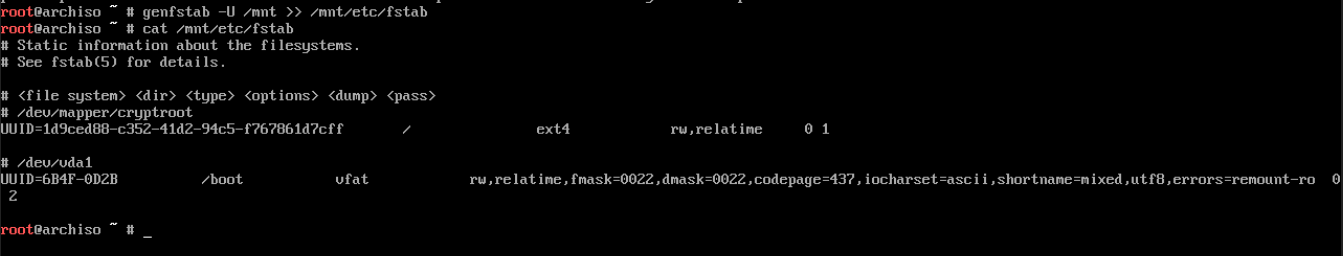 root@archiso ~ # genfstab -U /mnt >> /mnt/etc/fstab
root@archiso ~ # cat /mnt/etc/fstab
# Static information about the filesystems.
# See fstab(5) for details.
# <file system> <dir> <type> <options> <dump> <pass>
# /dev/mapper/cryptroot
UUID=1d9ced88-c352-41d2-94c5-f767861d7cff / ext4 rw,relatime 0 1
# /dev/vda1
UUID=6B4F-0D2B /boot vfat rw,relatime,fmask=0022,dmask=0022,codepage=437,iocharset=ascii,shortname=mixed,utf8,errors=remount-ro 0
2
root@archiso ~ # _